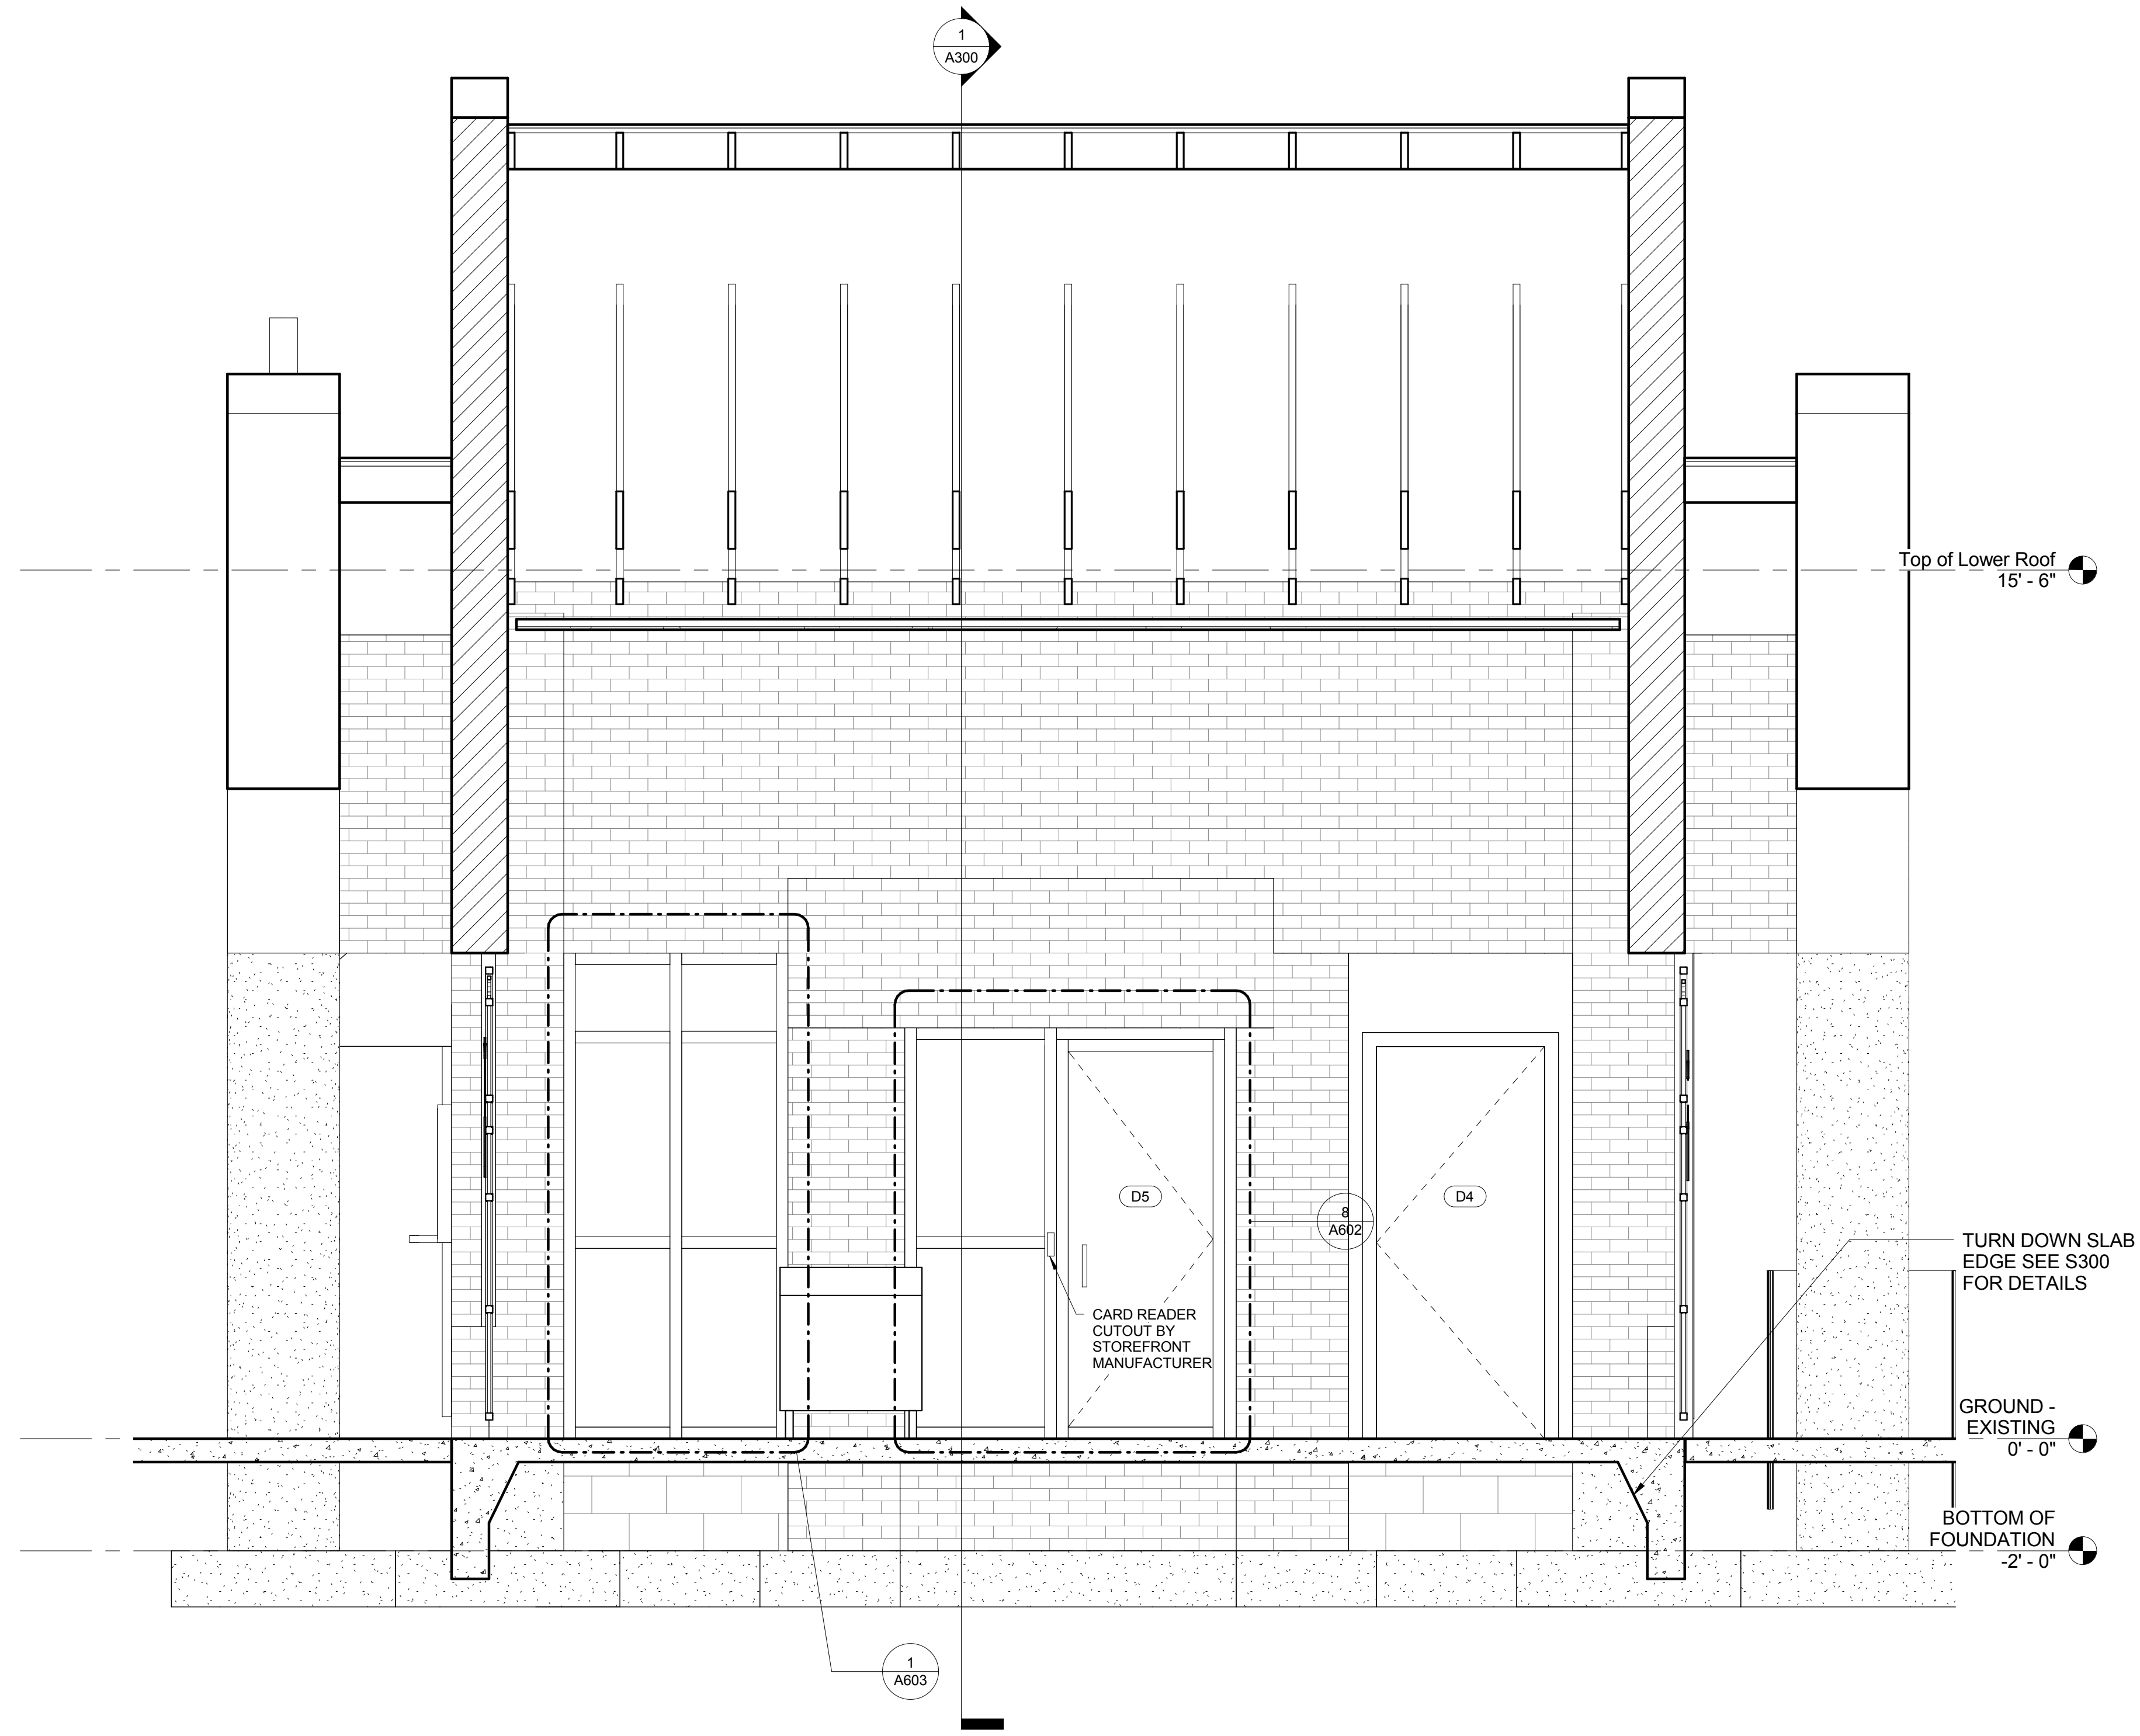 1
A300
Top of Lower Roof
15' - 6"
D5
D4
8
A602
TURN DOWN SLAB
EDGE SEE S300
FOR DETAILS
CARD READER
CUTOUT BY
STOREFRONT
MANUFACTURER
GROUND -
EXISTING
0' - 0"
BOTTOM OF
FOUNDATION
-2' - 0"
1
A603